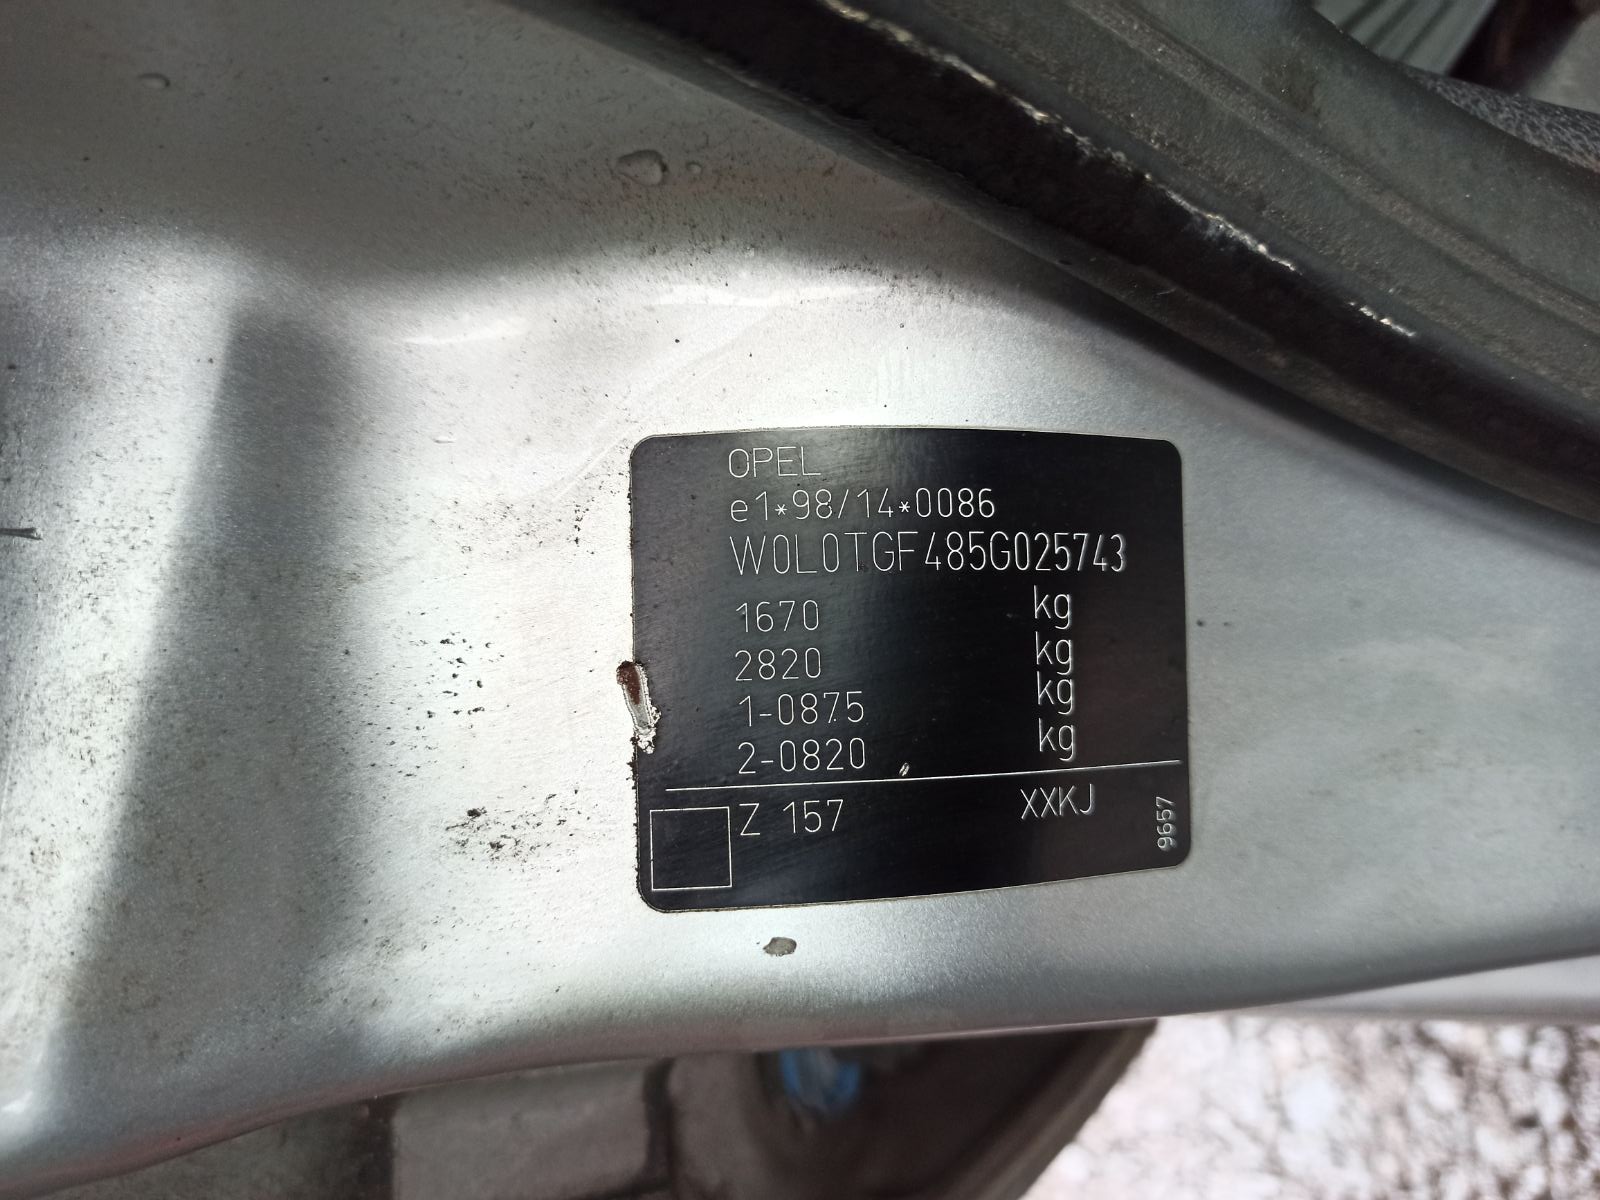 OPEL
e1*98/14*0086
W0L0TGF485G025743
1670 kg
2820 kg
1-0875 kg
2-0820 kg
Z 157 XXKJ
9657